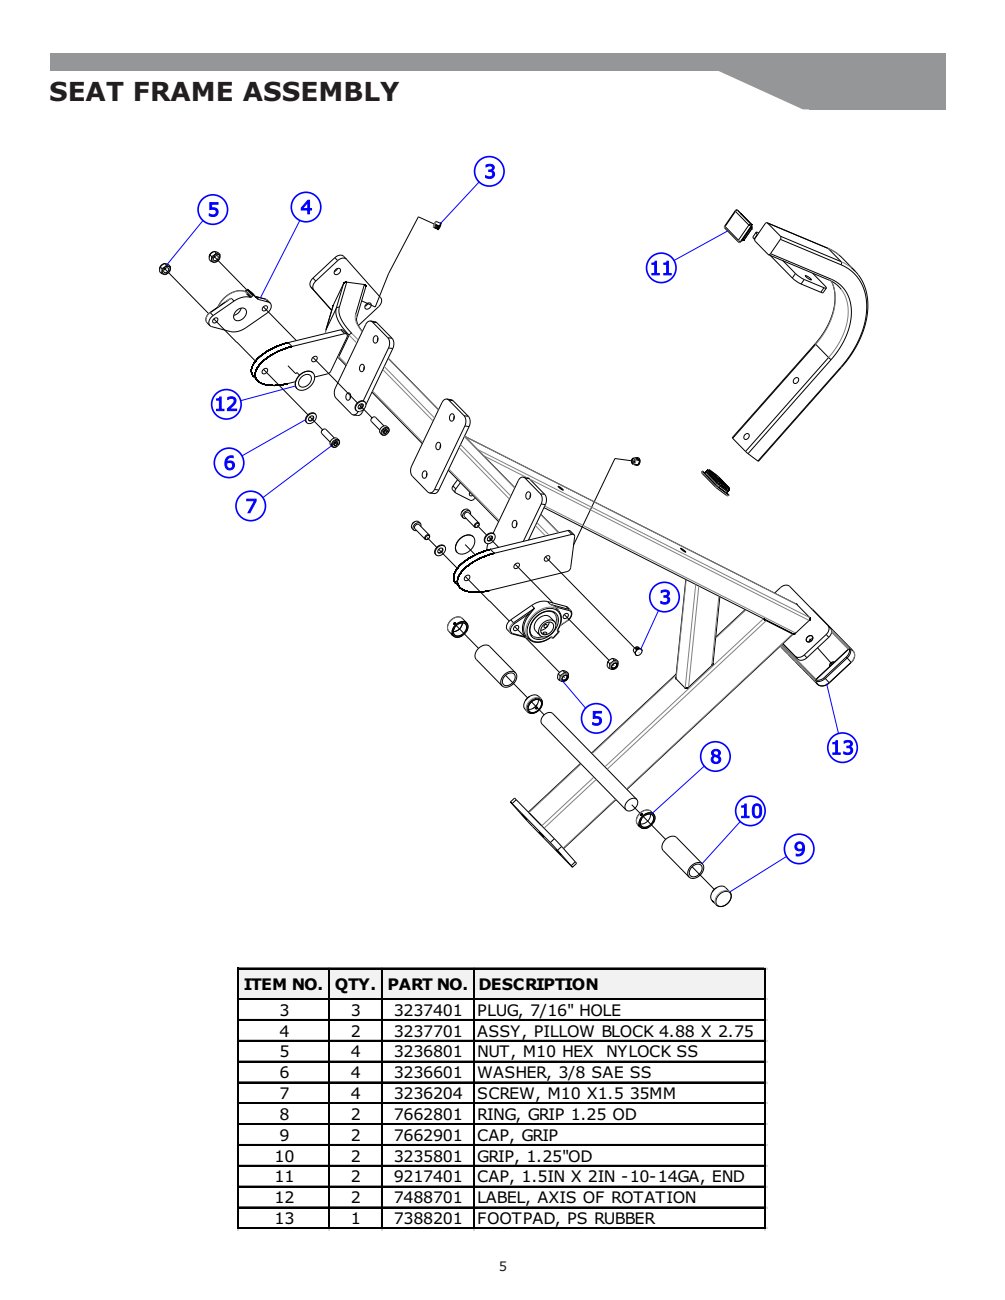 SEAT FRAME ASSEMBLY
3
5
4
11
12
6
7
3
5
13
8
10
9
ITEM NO. QTY. PART NO. DESCRIPTION
3 3 3237401 PLUG, 7/16" HOLE
4 2 3237701 ASSY, PILLOW BLOCK 4.88 X 2.75
5 4 3236801 NUT, M10 HEX NYLOCK SS
6 4 3236601 WASHER, 3/8 SAE SS
7 4 3236204 SCREW, M10 X1.5 35MM
8 2 7662801 RING, GRIP 1.25 OD
9 2 7662901 CAP, GRIP
10 2 3235801 GRIP, 1.25"OD
11 2 9217401 CAP, 1.5IN X 2IN -10-14GA, END
12 2 7488701 LABEL, AXIS OF ROTATION
13 1 7388201 FOOTPAD, PS RUBBER
5